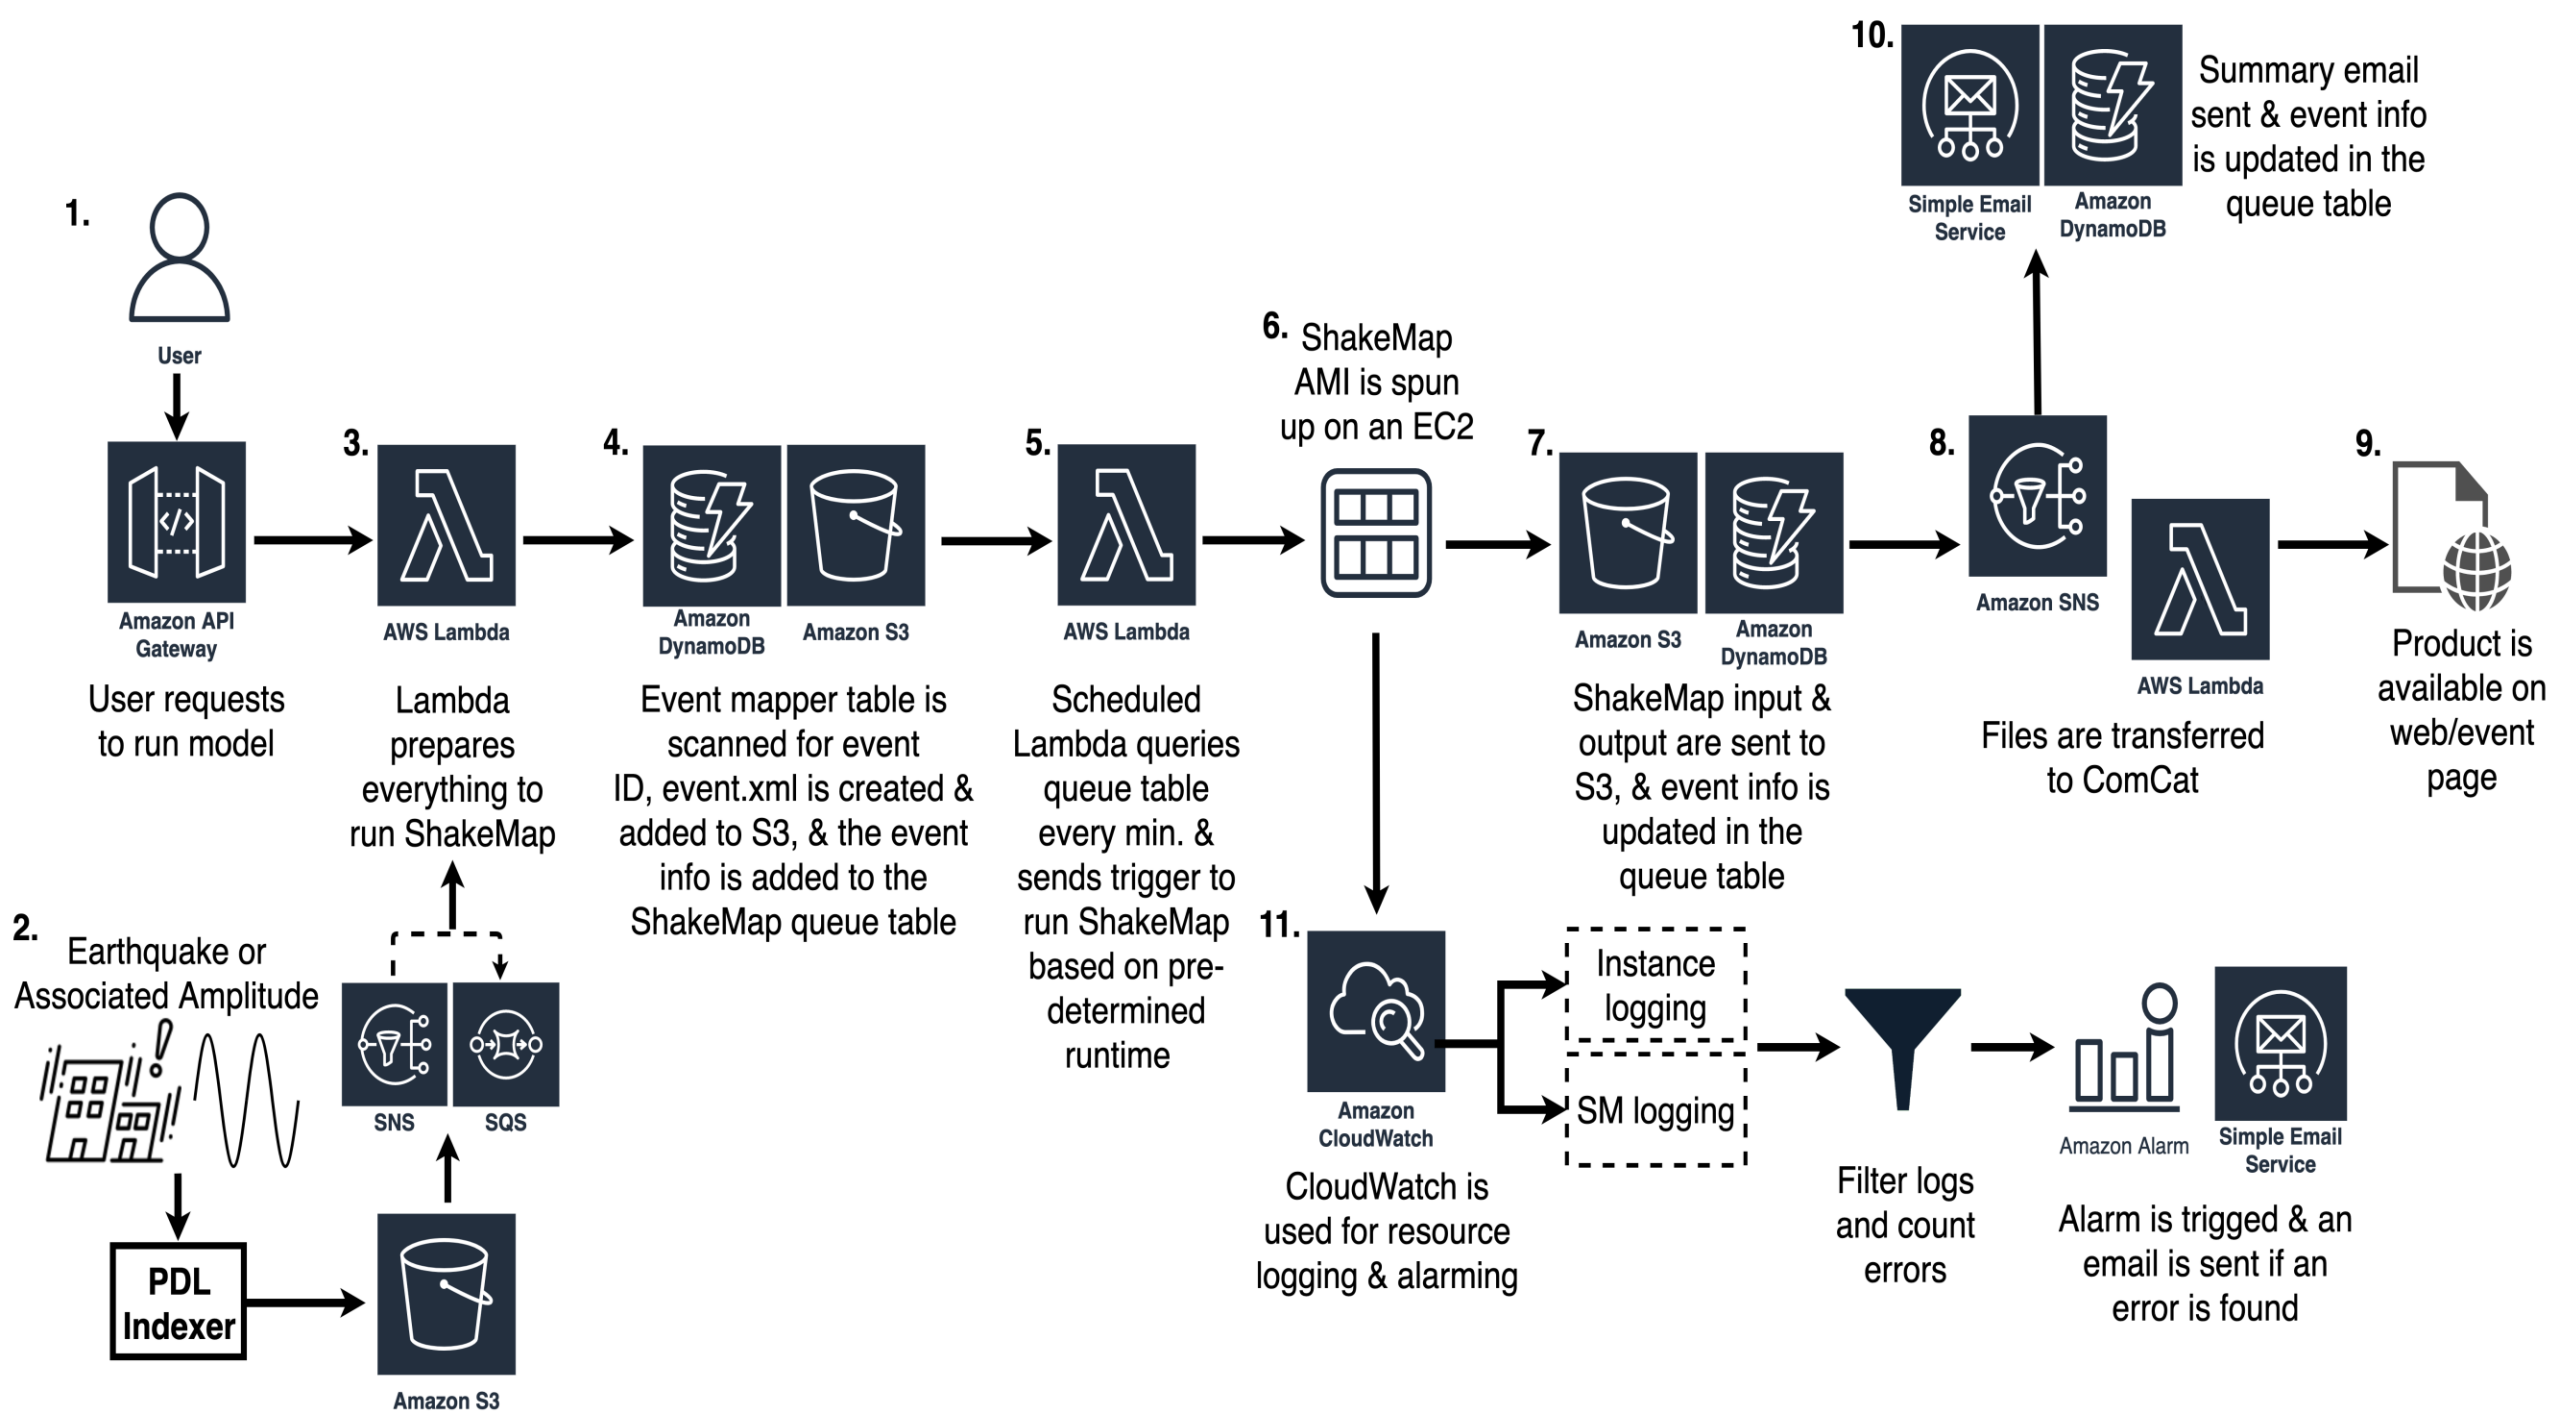 1.
User
Amazon API
Gateway
User requests
to run model
2.
Earthquake or
Associated Amplitude
PDL
Indexer
Amazon S3
SNS
SQS
3.
AWS Lambda
Lambda
prepares
everything to
run ShakeMap
4.
Amazon
DynamoDB
Amazon S3
Event mapper table is
scanned for event
ID, event.xml is created &
added to S3, & the event
info is added to the
ShakeMap queue table
5.
AWS Lambda
Scheduled
Lambda queries
queue table
every min. &
sends trigger to
run ShakeMap
based on pre-
determined
runtime
6.
ShakeMap
AMI is spun
up on an EC2
7.
Amazon S3
Amazon
DynamoDB
ShakeMap input &
output are sent to
S3, & event info is
updated in the
queue table
8.
Amazon SNS
AWS Lambda
Files are transferred
to ComCat
9.
Product is
available on
web/event
page
10.
Simple Email
Service
Amazon
DynamoDB
Summary email
sent & event info
is updated in the
queue table
11.
Amazon
CloudWatch
CloudWatch is
used for resource
logging & alarming
Instance
logging
SM logging
Filter logs
and count
errors
Amazon Alarm
Simple Email
Service
Alarm is trigged & an
email is sent if an
error is found